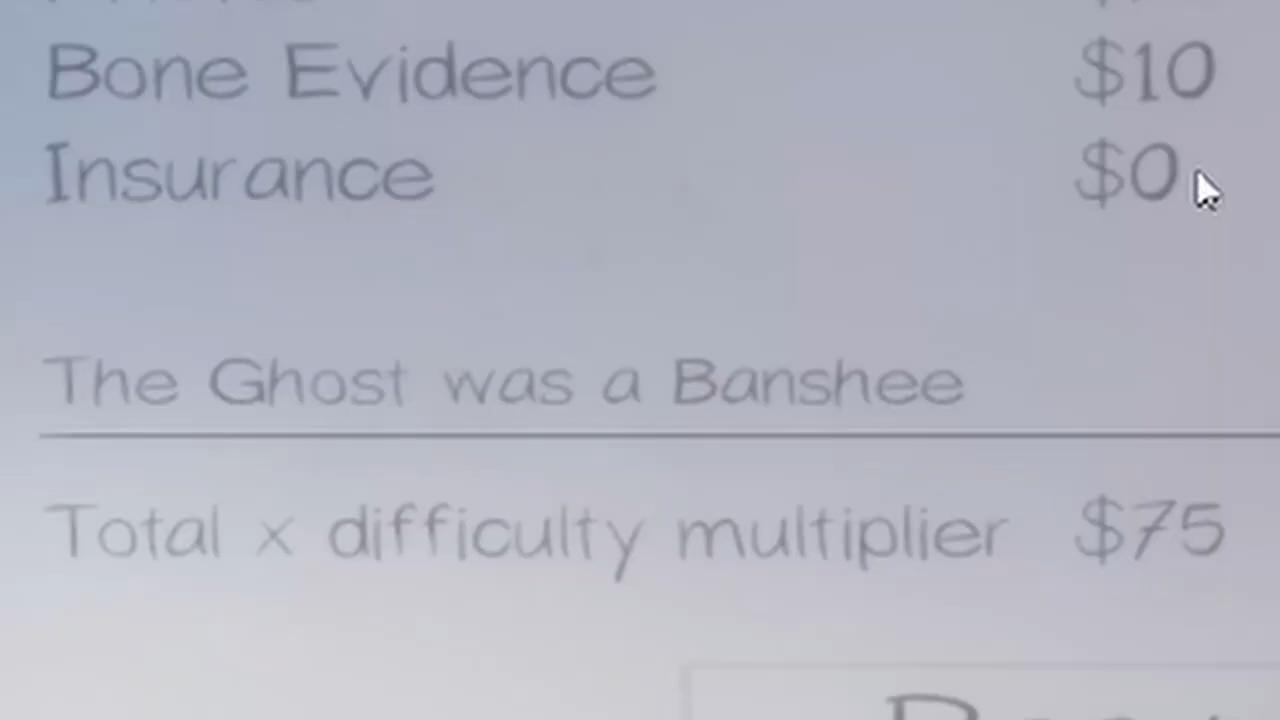 Bone Evidence $10
Insurance $0
The Ghost was a Banshee
Total x difficulty multiplier $75